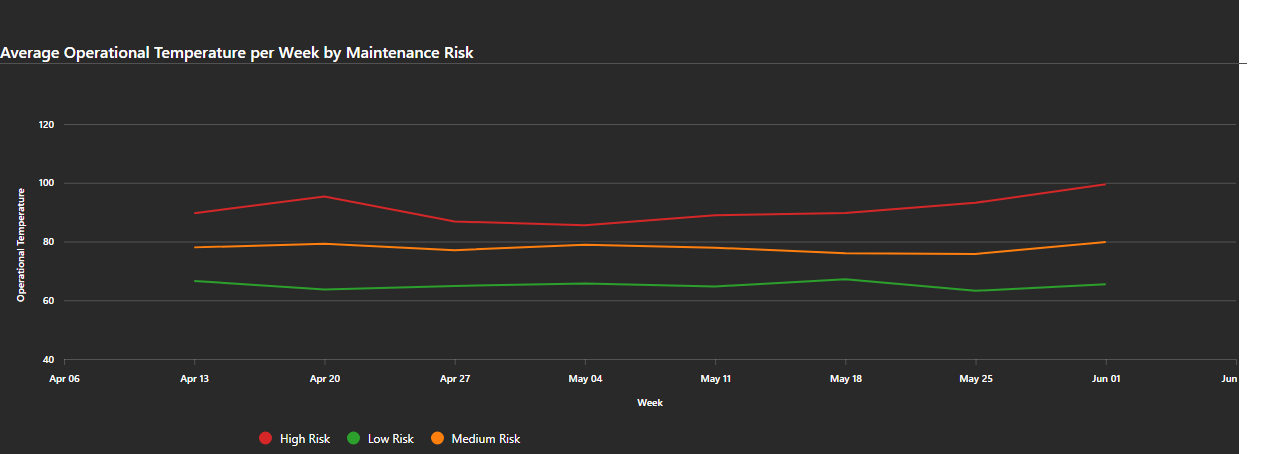 Average Operational Temperature per Week by Maintenance Risk
120
100
80
60
40
Operational Temperature
Apr 06 Apr 13 Apr 20 Apr 27 May 04 May 11 May 18 May 25 Jun 01 Jun
Week
High Risk Low Risk Medium Risk